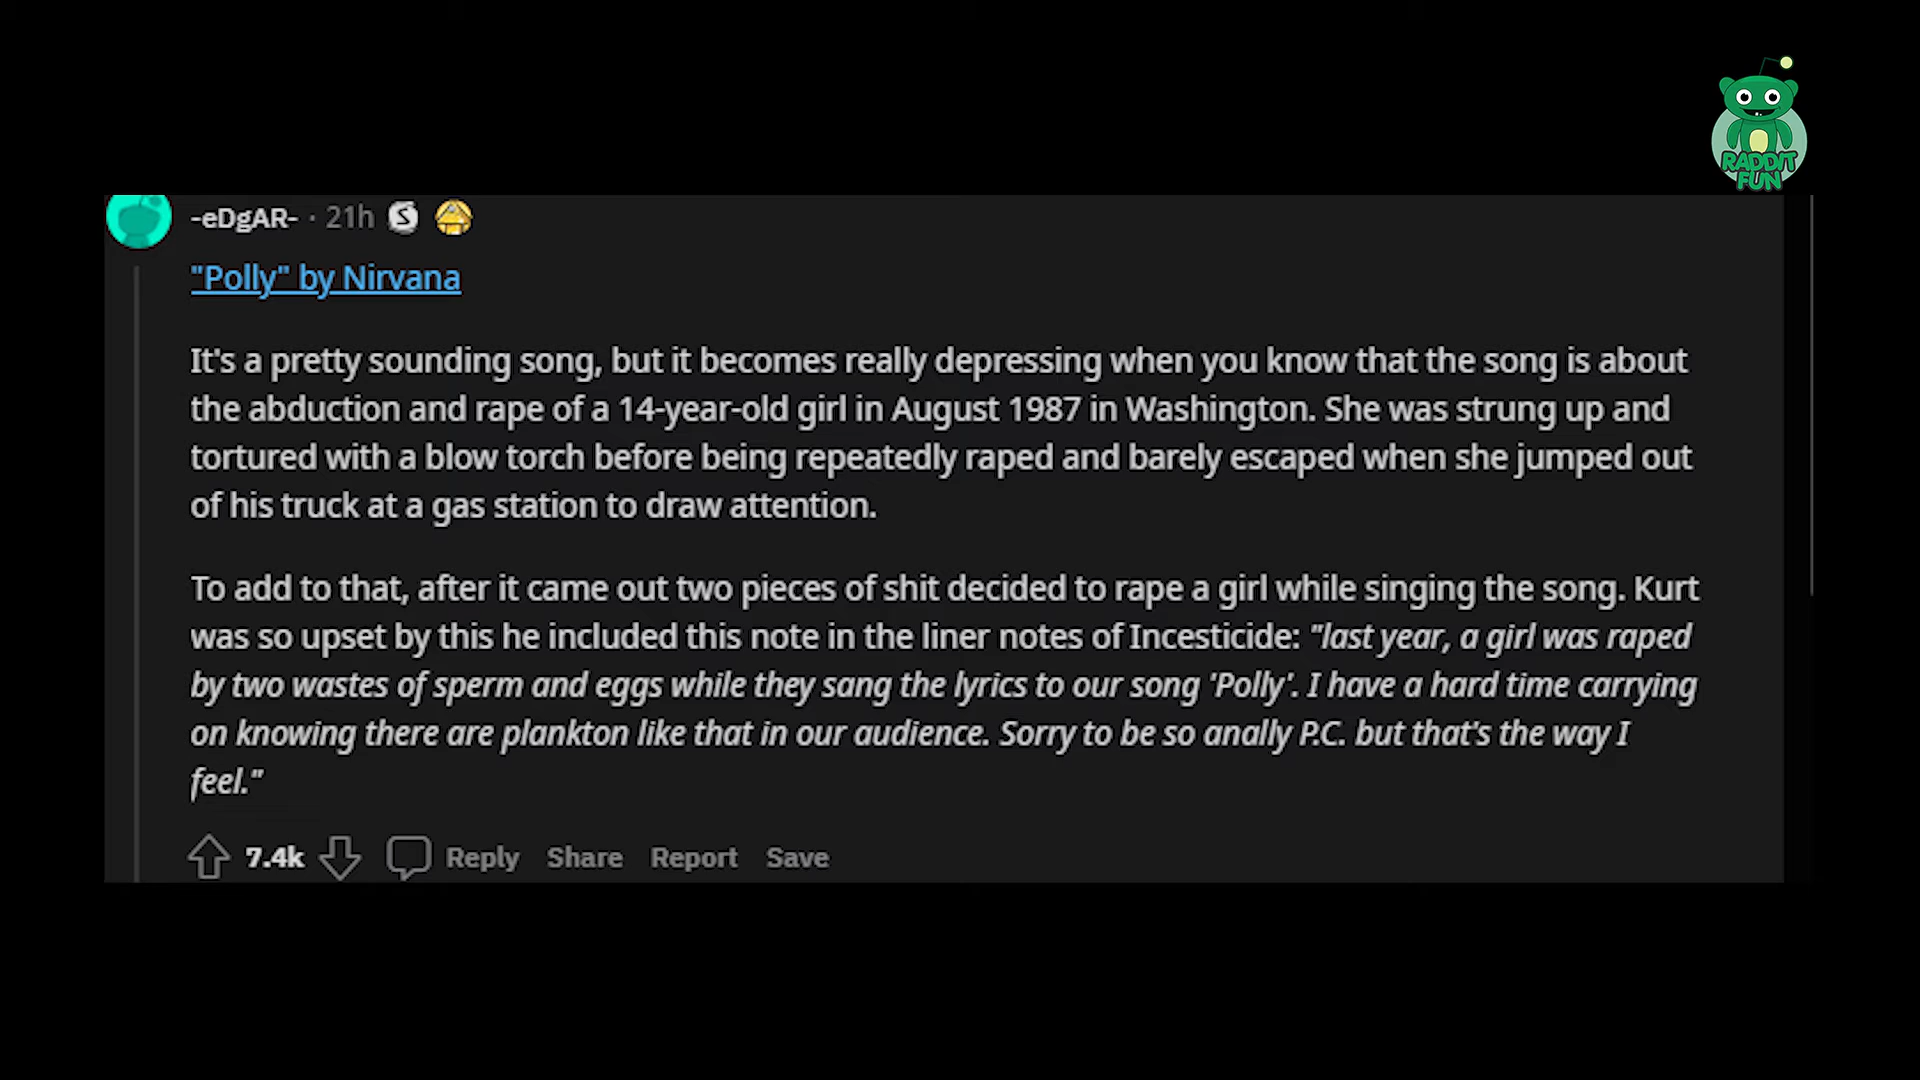 RADDIT
FUN
-eDgAR- · 21h S
"Polly" by Nirvana
It's a pretty sounding song, but it becomes really depressing when you know that the song is about
the abduction and rape of a 14-year-old girl in August 1987 in Washington. She was strung up and
tortured with a blow torch before being repeatedly raped and barely escaped when she jumped out
of his truck at a gas station to draw attention.
To add to that, after it came out two pieces of shit decided to rape a girl while singing the song. Kurt
was so upset by this he included this note in the liner notes of Incesticide: "last year, a girl was raped
by two wastes of sperm and eggs while they sang the lyrics to our song 'Polly'. I have a hard time carrying
on knowing there are plankton like that in our audience. Sorry to be so anally P.C. but that's the way I
feel."
7.4k Reply Share Report Save